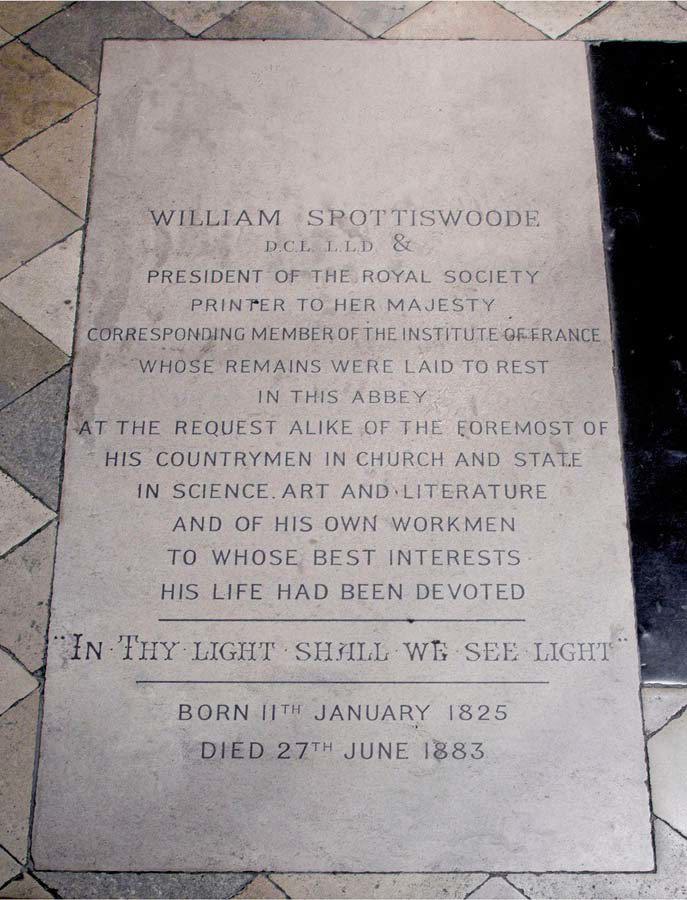 WILLIAM SPOTTISWOODE
D.C.L. L.L.D. &
PRESIDENT OF THE ROYAL SOCIETY
PRINTER TO HER MAJESTY
CORRESPONDING MEMBER OF THE INSTITUTE OF FRANCE
WHOSE REMAINS WERE LAID TO REST
IN THIS ABBEY
AT THE REQUEST ALIKE OF THE FOREMOST OF
HIS COUNTRYMEN IN CHURCH AND STATE
IN SCIENCE. ART AND LITERATURE
AND OF HIS OWN WORKMEN
TO WHOSE BEST INTERESTS
HIS LIFE HAD BEEN DEVOTED
"IN·THY·LIGHT·SHALL·WE·SEE·LIGHT"
BORN 11TH JANUARY 1825
DIED 27TH JUNE 1883